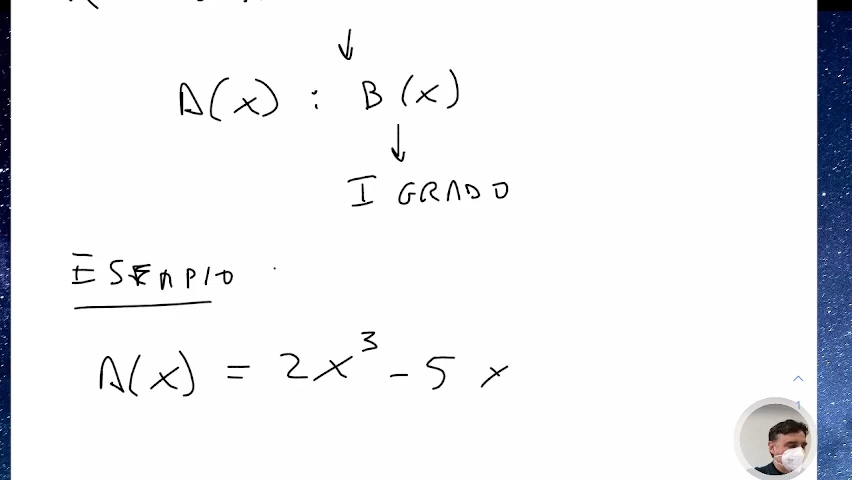 A(x) : B(x)
I GRADO
ESEMPIO
A(x) = 2x³ - 5x